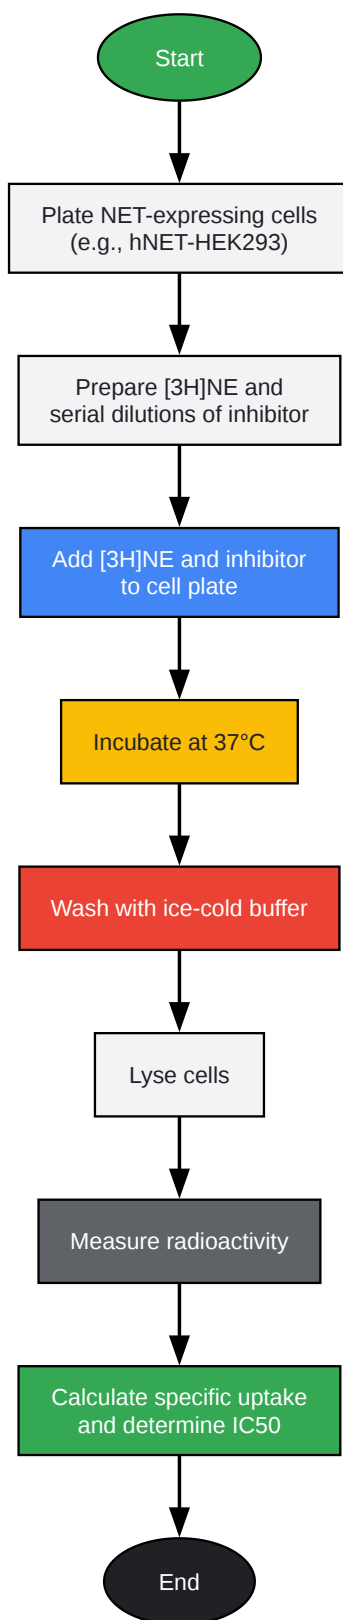 Start
Plate NET-expressing cells
(e.g., hNET-HEK293)
Prepare [3H]NE and
serial dilutions of inhibitor
Add [3H]NE and inhibitor
to cell plate
Incubate at 37°C
Wash with ice-cold buffer
Lyse cells
Measure radioactivity
Calculate specific uptake
and determine IC50
End